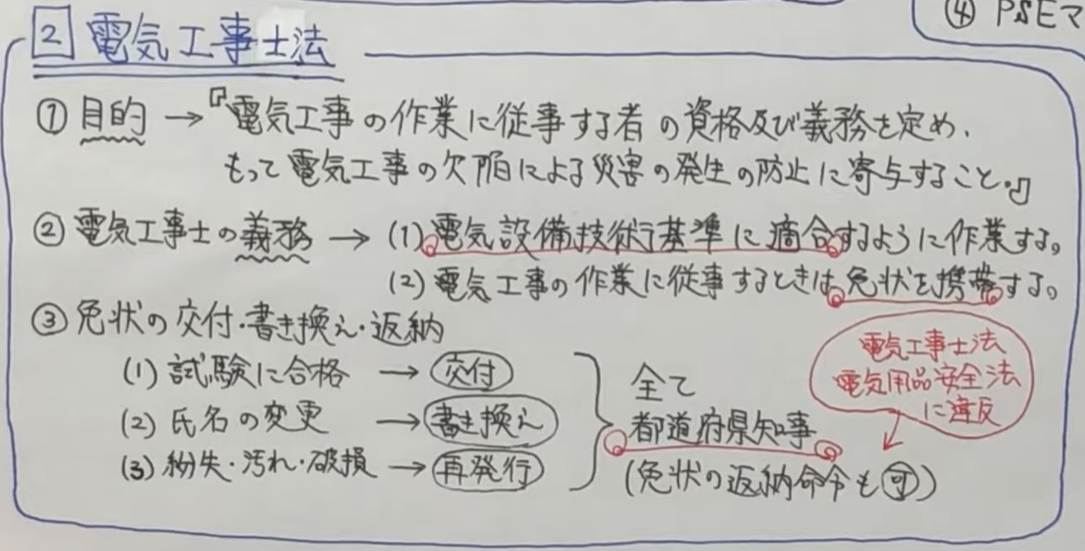 ④ PSEマ
2 電気工事士法
① 目的 → 『電気工事の作業に従事する者の資格及び義務を定め、
もって電気工事の欠陥による災害の発生の防止に寄与すること。』
② 電気工事士の義務 → (1) 電気設備技術基準に適合するように作業する。
(2) 電気工事の作業に従事するときは免状を携帯する。
③ 免状の交付・書き換え・返納
(1) 試験に合格 → 交付
(2) 氏名の変更 → 書き換え
(3) 紛失・汚れ・破損 → 再発行
全て
都道府県知事
(免状の返納命令も可)
電気工事士法
電気用品安全法
に違反